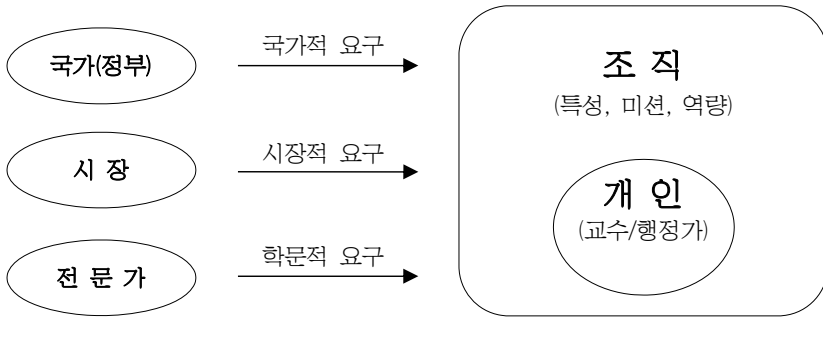 국가(정부)
국가적 요구
시 장
시장적 요구
전 문 가
학문적 요구
조 직
(특성, 미션, 역량)
개 인
(교수/행정가)